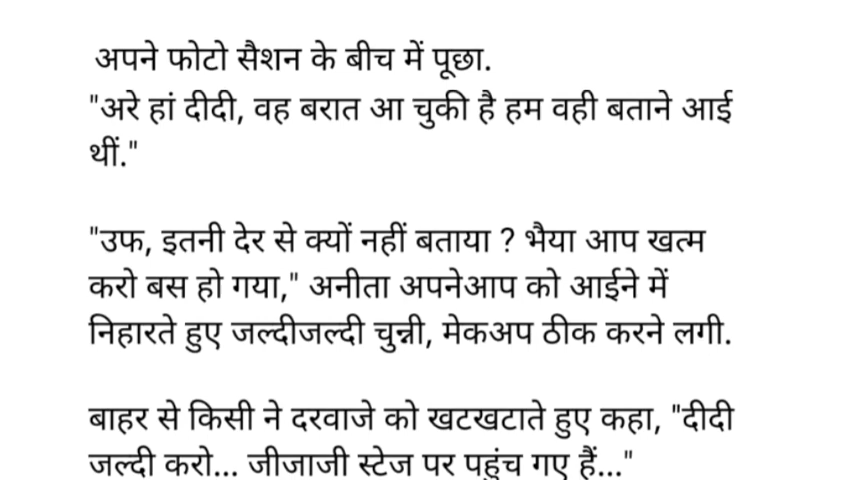 अपने फोटो सैशन के बीच में पूछा.
"अरे हां दीदी, वह बरात आ चुकी है हम वही बताने आई
थीं."
"उफ, इतनी देर से क्यों नहीं बताया ? भैया आप खत्म
करो बस हो गया," अनीता अपनेआप को आईने में
निहारते हुए जल्दीजल्दी चुन्नी, मेकअप ठीक करने लगी.
बाहर से किसी ने दरवाजे को खटखटाते हुए कहा, "दीदी
जल्दी करो... जीजाजी स्टेज पर पहुंच गए हैं..."